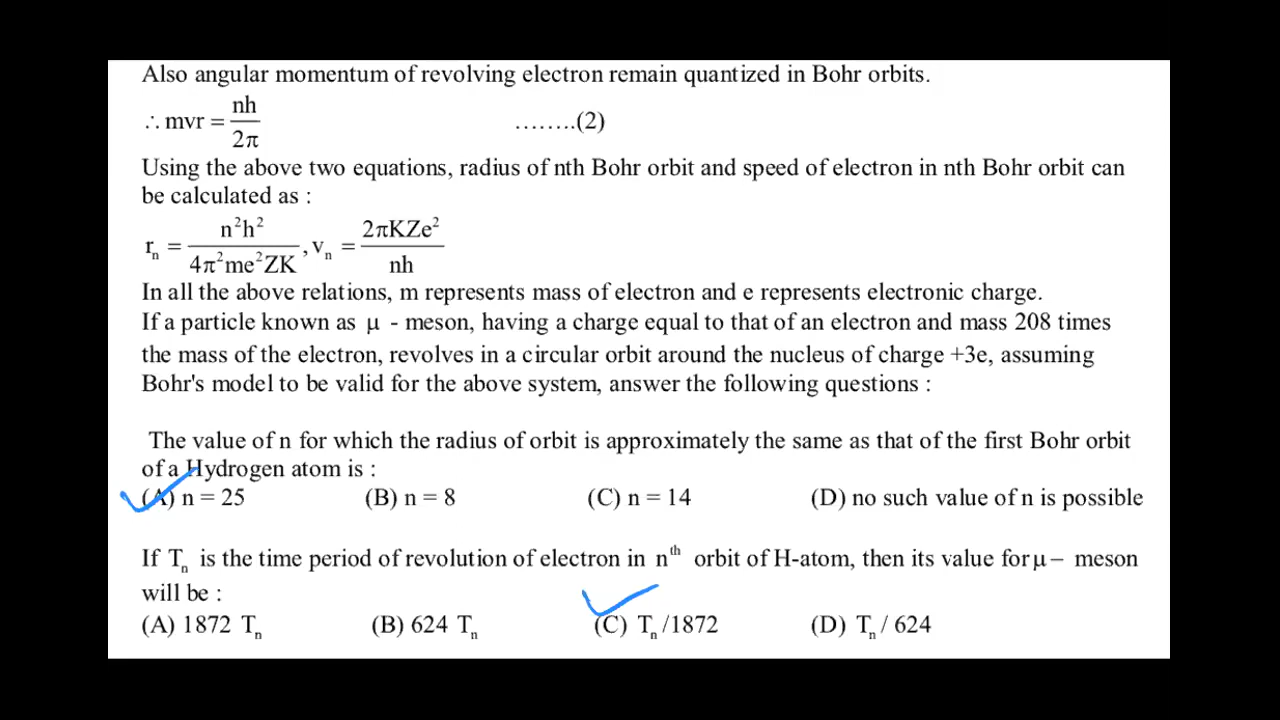 Also angular momentum of revolving electron remain quantized in Bohr orbits.
∴ mvr = nh/2π ........(2)
Using the above two equations, radius of nth Bohr orbit and speed of electron in nth Bohr orbit can
be calculated as :
rₙ = n²h²/4π²me²ZK , vₙ = 2πKZe²/nh
In all the above relations, m represents mass of electron and e represents electronic charge.
If a particle known as μ - meson, having a charge equal to that of an electron and mass 208 times
the mass of the electron, revolves in a circular orbit around the nucleus of charge +3e, assuming
Bohr's model to be valid for the above system, answer the following questions :
The value of n for which the radius of orbit is approximately the same as that of the first Bohr orbit
of a Hydrogen atom is :
(A) n = 25 (B) n = 8 (C) n = 14 (D) no such value of n is possible
If Tₙ is the time period of revolution of electron in nᵗʰ orbit of H-atom, then its value for μ− meson
will be :
(A) 1872 Tₙ (B) 624 Tₙ (C) Tₙ /1872 (D) Tₙ / 624